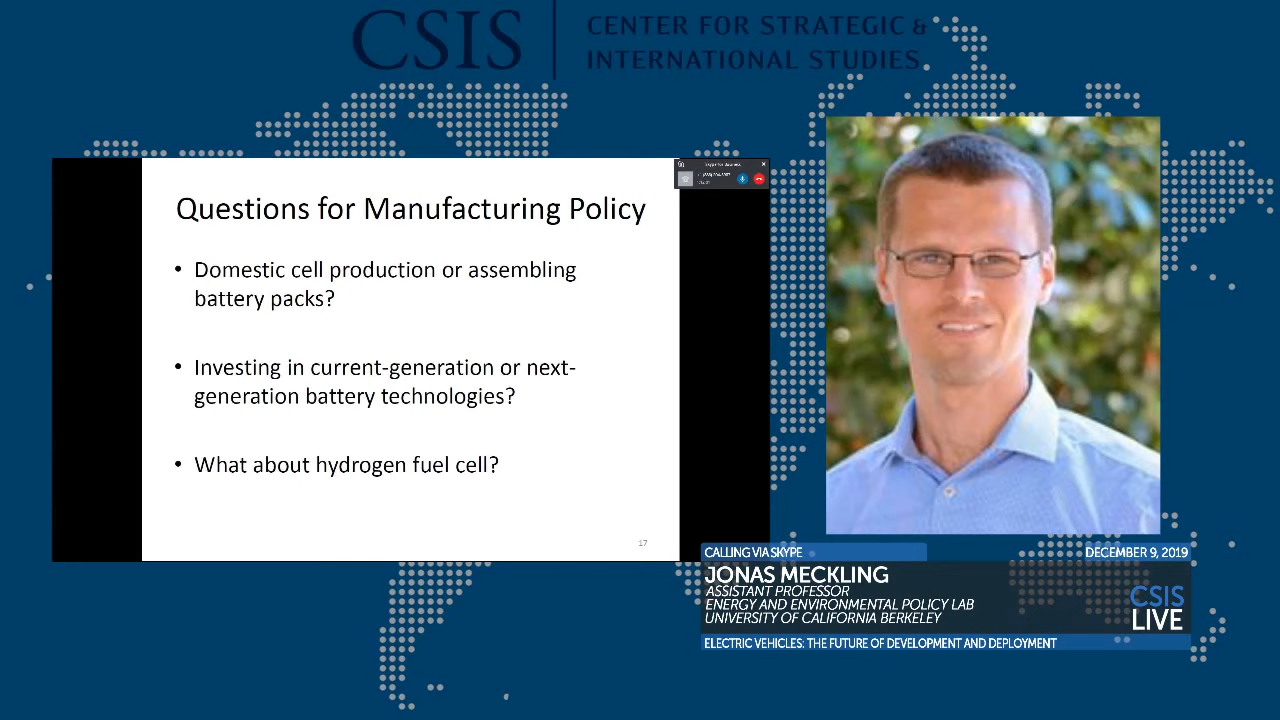 CSIS
CENTER FOR STRATEGIC &
INTERNATIONAL STUDIES
Skype for Business
Questions for Manufacturing Policy
• Domestic cell production or assembling
battery packs?
• Investing in current-generation or next-
generation battery technologies?
• What about hydrogen fuel cell?
17
CALLING VIA SKYPE
DECEMBER 9, 2019
JONAS MECKLING
ASSISTANT PROFESSOR
ENERGY AND ENVIRONMENTAL POLICY LAB
UNIVERSITY OF CALIFORNIA BERKELEY
CSIS
LIVE
ELECTRIC VEHICLES: THE FUTURE OF DEVELOPMENT AND DEPLOYMENT